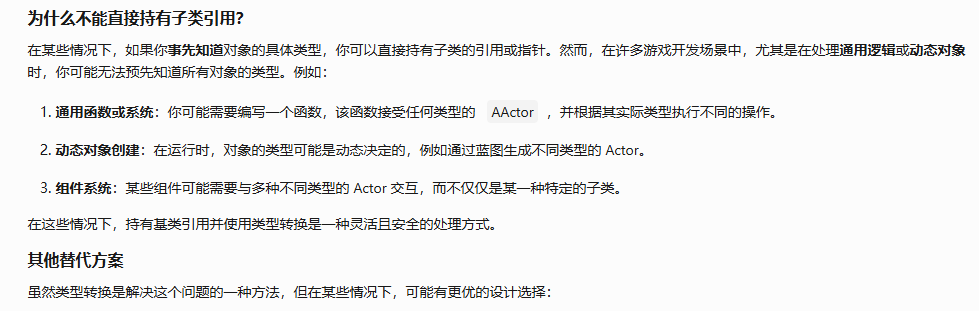 为什么不能直接持有子类引用?
在某些情况下，如果你事先知道对象的具体类型，你可以直接持有子类的引用或指针。然而，在许多游戏开发场景中，尤其是在处理通用逻辑或动态对象
时，你可能无法预先知道所有对象的类型。例如：
1. 通用函数或系统：你可能需要编写一个函数，该函数接受任何类型的 AActor ，并根据其实际类型执行不同的操作。
2. 动态对象创建：在运行时，对象的类型可能是动态决定的，例如通过蓝图生成不同类型的 Actor。
3. 组件系统：某些组件可能需要与多种不同类型的 Actor 交互，而不仅仅是某一种特定的子类。
在这些情况下，持有基类引用并使用类型转换是一种灵活且安全的处理方式。
其他替代方案
虽然类型转换是解决这个问题的一种方法，但在某些情况下，可能有更优的设计选择：